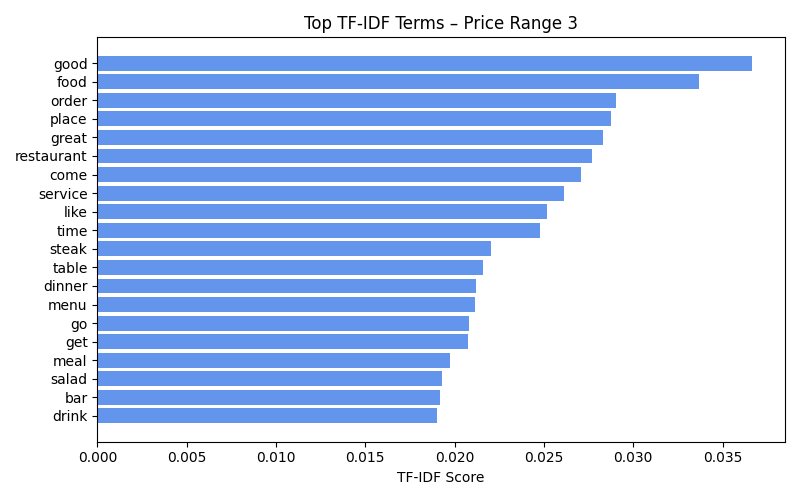 Top TF-IDF Terms – Price Range 3
good
food
order
place
great
restaurant
come
service
like
time
steak
table
dinner
menu
go
get
meal
salad
bar
drink
0.000 0.005 0.010 0.015 0.020 0.025 0.030 0.035
TF-IDF Score